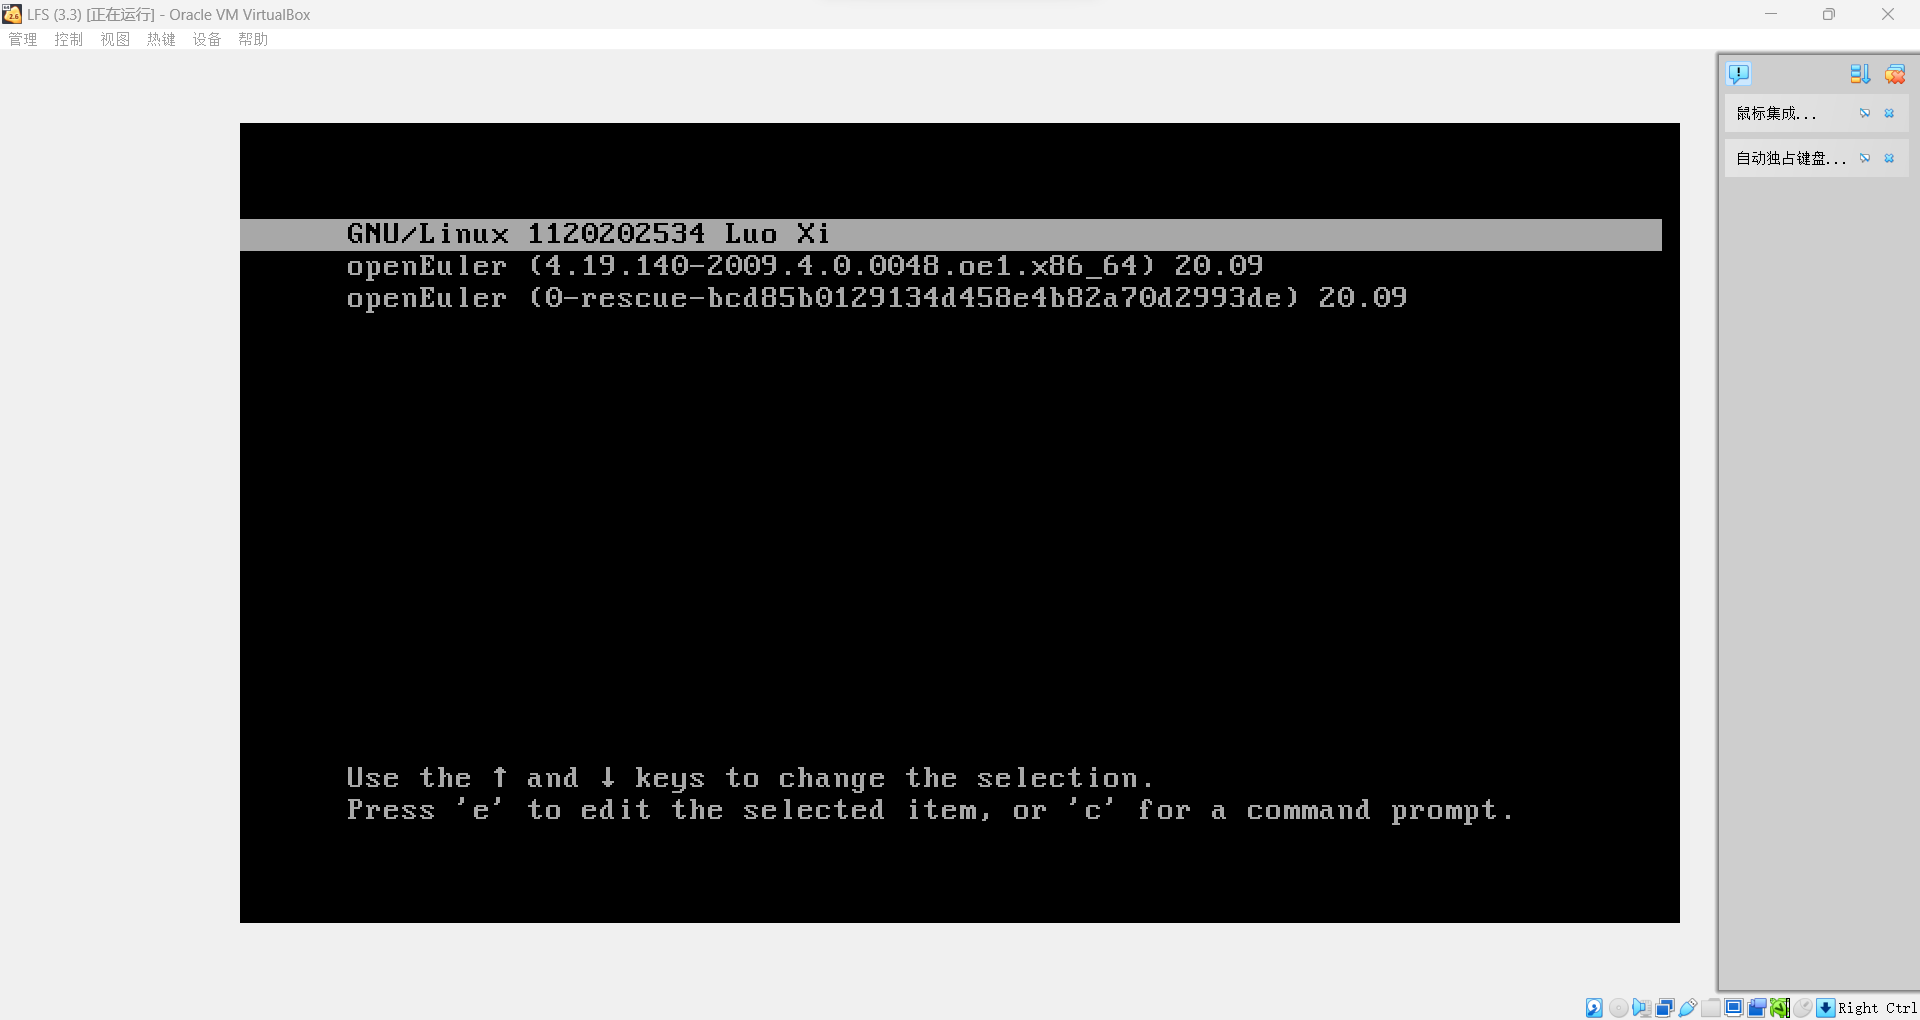 LFS (3.3) [正在运行] - Oracle VM VirtualBox
管理 控制 视图 热键 设备 帮助
鼠标集成...
自动独占键盘...
GNU/Linux 1120202534 Luo Xi
openEuler (4.19.140-2009.4.0.0048.oe1.x86_64) 20.09
openEuler (0-rescue-bcd85b0129134d458e4b82a70d2993de) 20.09
Use the ↑ and ↓ keys to change the selection.
Press 'e' to edit the selected item, or 'c' for a command prompt.
Right Ctrl